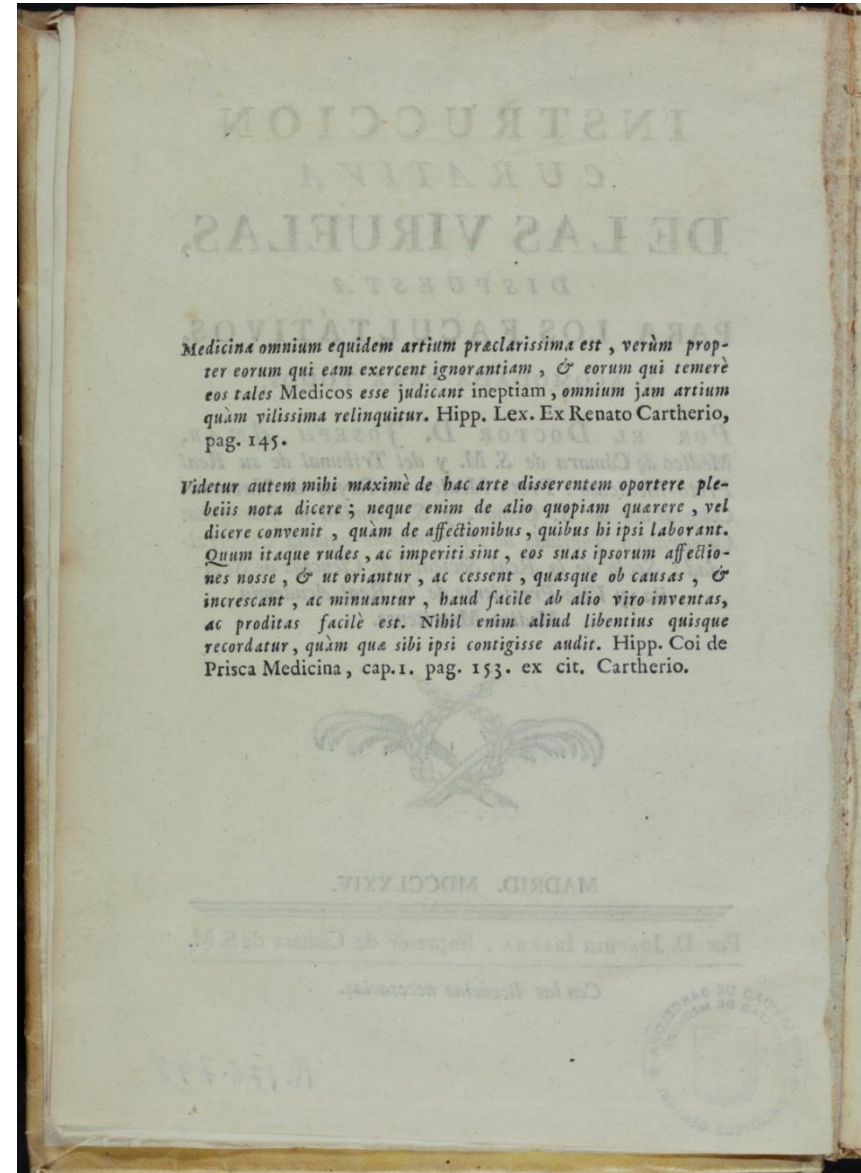 Medicina omnium equidem artium præclarissima est , verùm prop-
ter eorum qui eam exercent ignorantiam , & eorum qui temerè
eos tales Medicos esse judicant ineptiam , omnium jam artium
quàm vilissima relinquitur. Hipp. Lex. Ex Renato Cartherio,
pag. 145.
Videtur autem mihi maximè de hac arte disserentem oportere ple-
beiis nota dicere ; neque enim de alio quopiam quærere , vel
dicere convenit , quàm de affectionibus , quibus hi ipsi laborant.
Quum itaque rudes , ac imperiti sint , eos suas ipsorum affectio-
nes nosse , & ut oriantur , ac cessent , quasque ob causas , &
increscant , ac minuantur , haud facile ab alio viro inventas,
ac proditas facilè est. Nihil enim aliud libentius quisque
recordatur , quàm quæ sibi ipsi contigisse audit. Hipp. Coi de
Prisca Medicina , cap.1. pag. 153. ex cit. Cartherio.